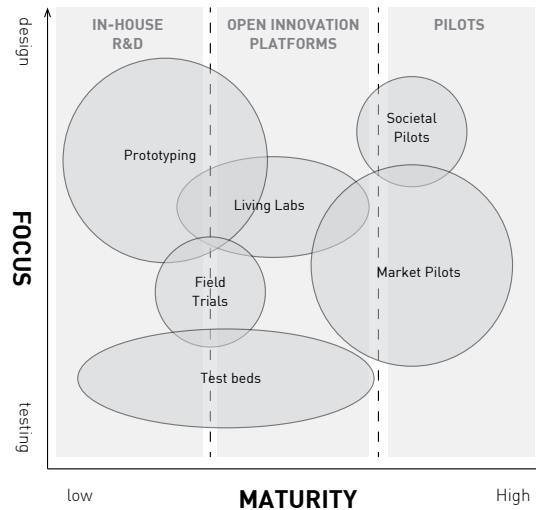 IN-HOUSE
R&D
OPEN INNOVATION
PLATFORMS
PILOTS
design
Societal
Pilots
Prototyping
Living Labs
FOCUS
Market Pilots
Field
Trials
Test beds
testing
low
MATURITY
High